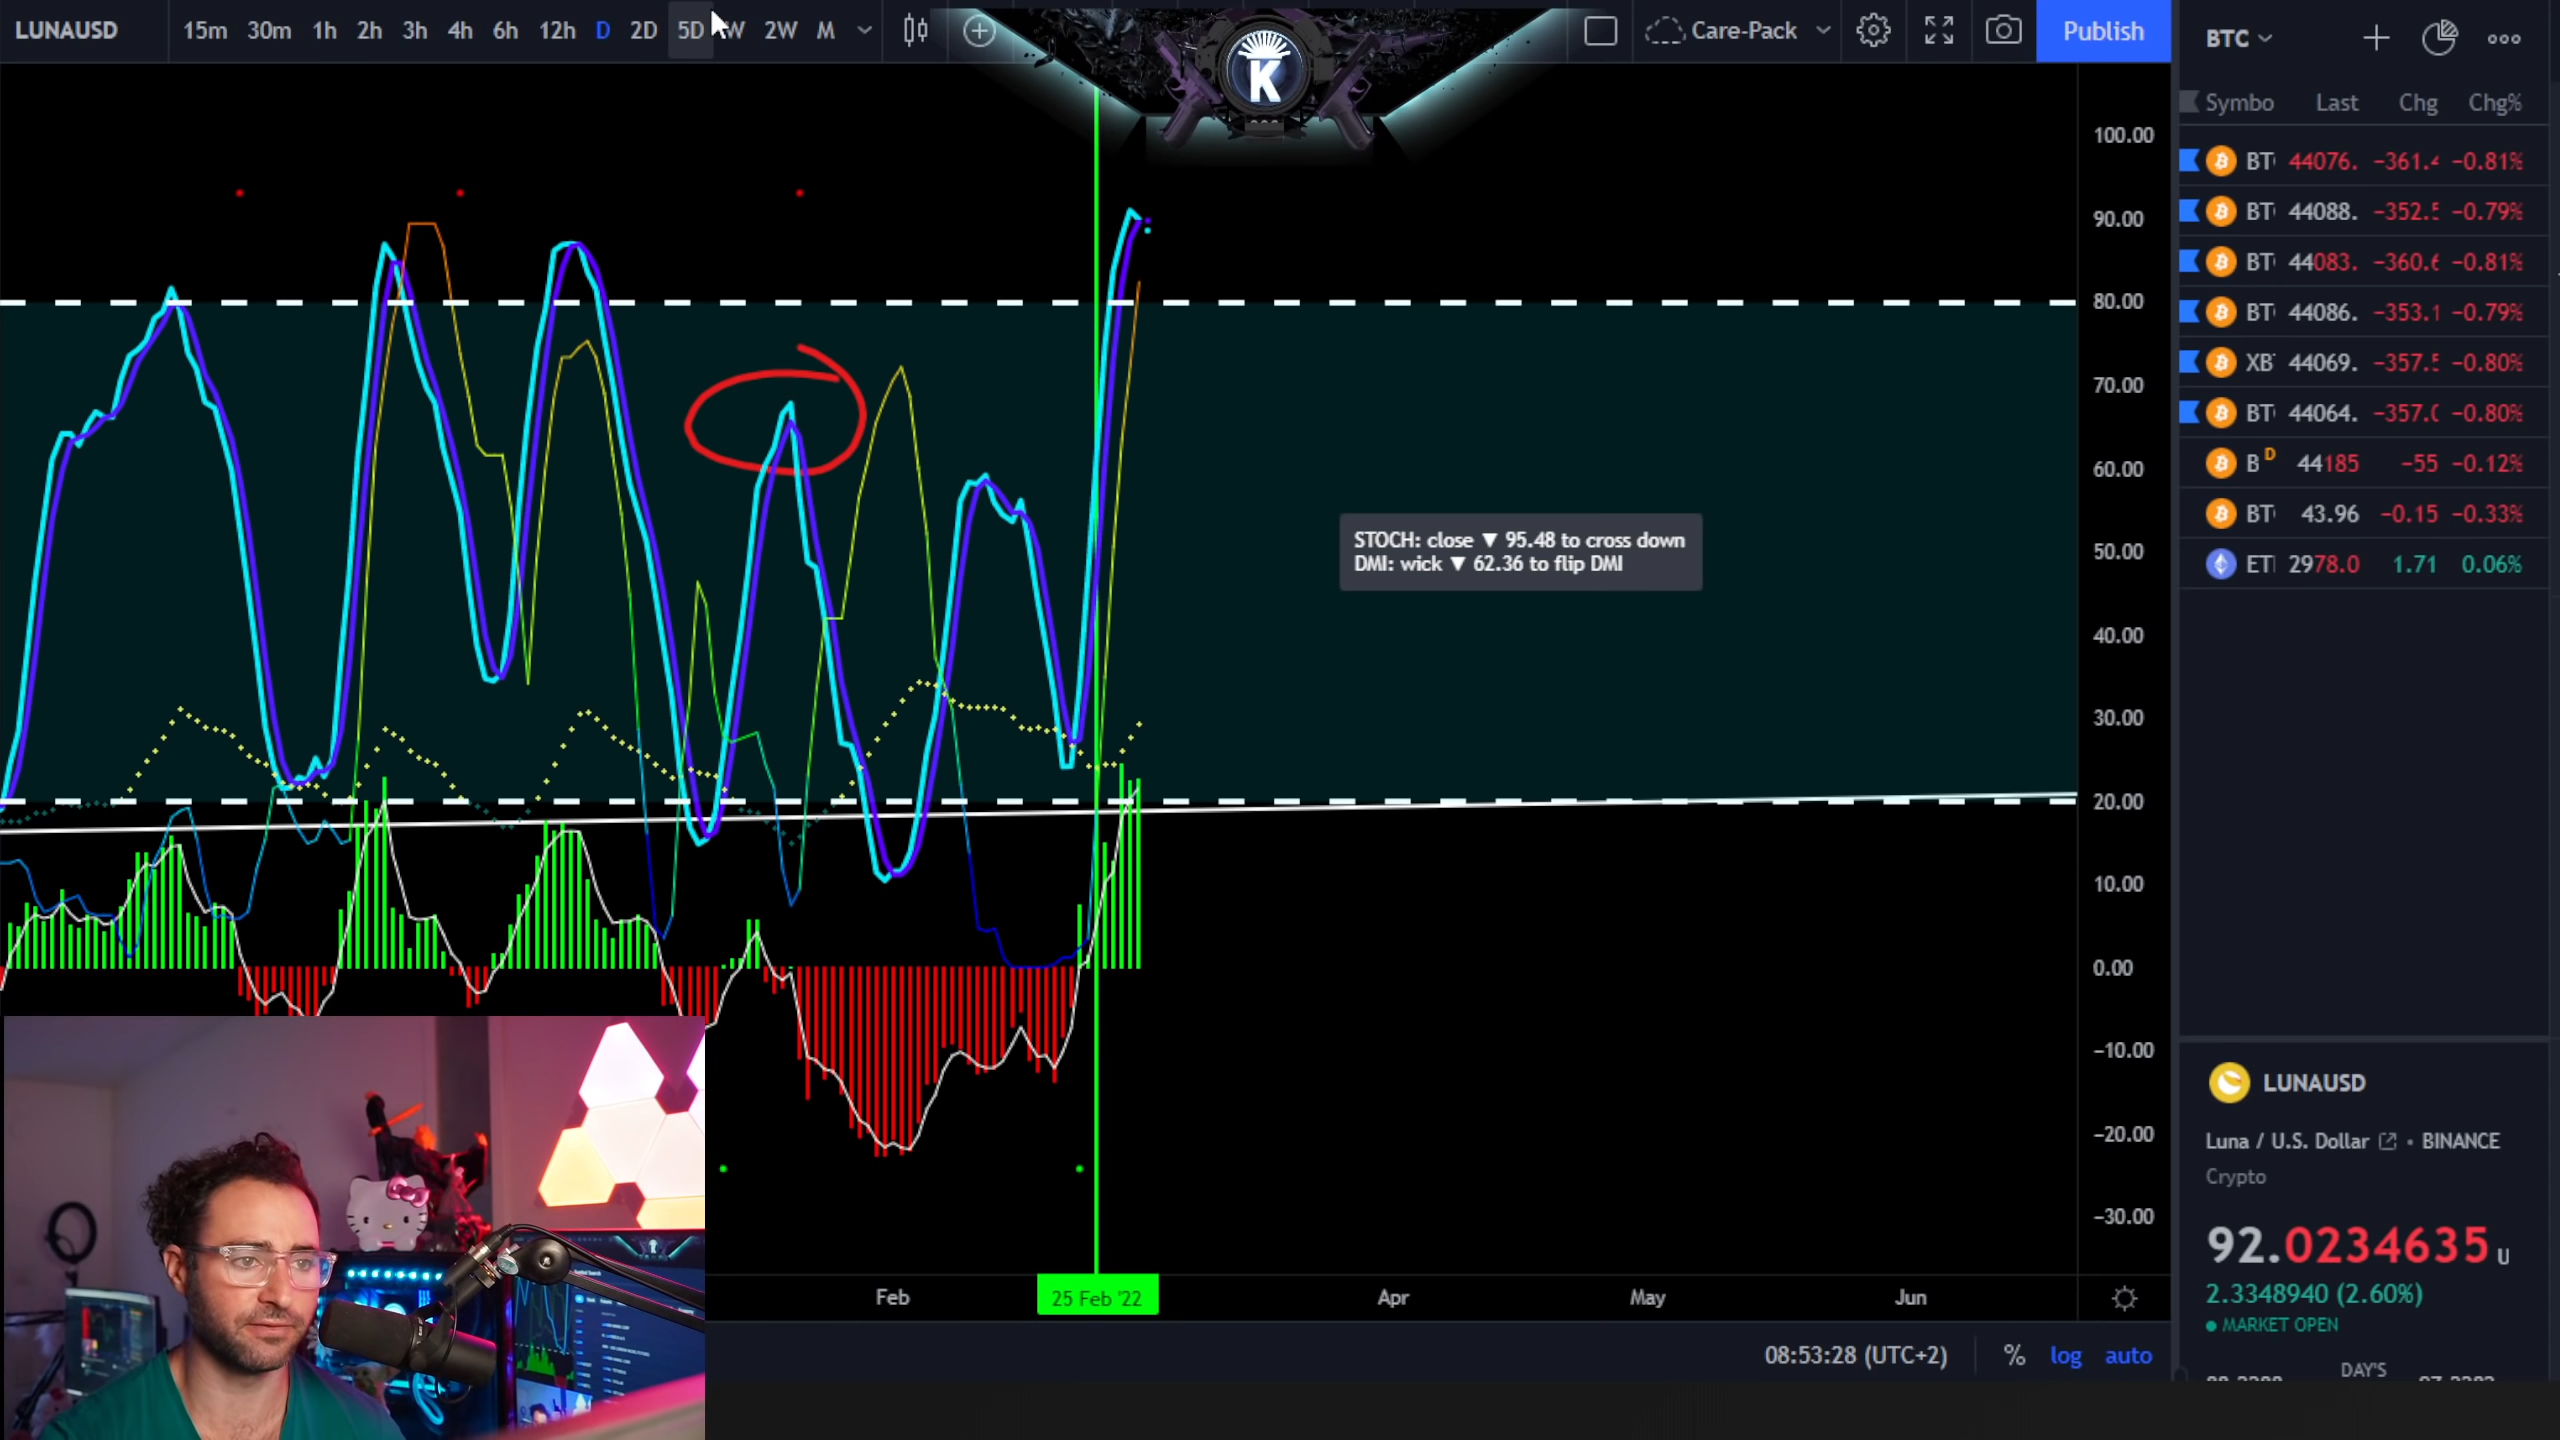 LUNAUSD 15m 30m 1h 2h 3h 4h 6h 12h D 2D 5D W 2W M Care-Pack Publish
K
100.00
90.00
80.00
70.00
60.00
50.00
40.00
30.00
20.00
10.00
0.00
−10.00
−20.00
−30.00
STOCH: close ▼ 95.48 to cross down
DMI: wick ▼ 62.36 to flip DMI
Feb 25 Feb '22 Apr May Jun
08:53:28 (UTC+2) % log auto
BTC
Symbo Last Chg Chg%
BT 44076. −361.4 −0.81%
BT 44088. −352.5 −0.79%
BT 44083. −360.6 −0.81%
BT 44086. −353.1 −0.79%
XB 44069. −357.5 −0.80%
BT 44064. −357.0 −0.80%
B D 44185 −55 −0.12%
BT 43.96 −0.15 −0.33%
ET 2978.0 1.71 0.06%
LUNAUSD
Luna / U.S. Dollar • BINANCE
Crypto
92.0234635 U
2.3348940 (2.60%)
MARKET OPEN
DAY'S